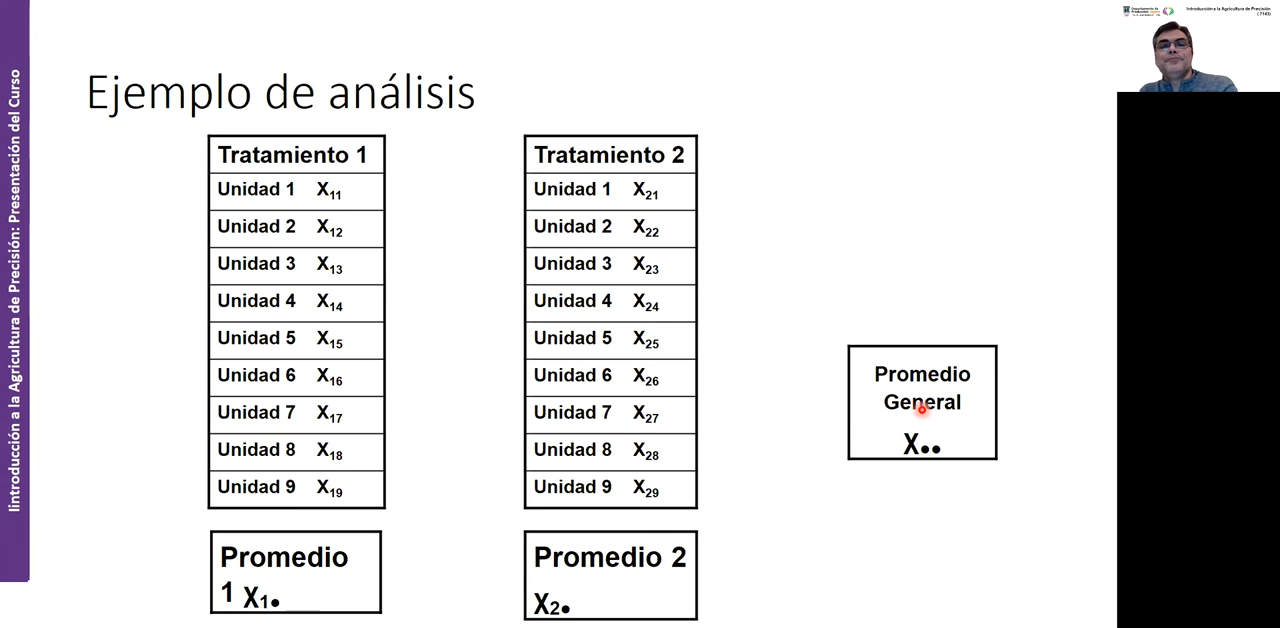 Introducción a la Agricultura de Precisión
(7143)
Iintroducción a la Agricultura de Precisión: Presentación del Curso
Ejemplo de análisis
Tratamiento 1
Unidad 1 X11
Unidad 2 X12
Unidad 3 X13
Unidad 4 X14
Unidad 5 X15
Unidad 6 X16
Unidad 7 X17
Unidad 8 X18
Unidad 9 X19
Promedio
1 X1•
Tratamiento 2
Unidad 1 X21
Unidad 2 X22
Unidad 3 X23
Unidad 4 X24
Unidad 5 X25
Unidad 6 X26
Unidad 7 X27
Unidad 8 X28
Unidad 9 X29
Promedio 2
X2•
Promedio
General
X••